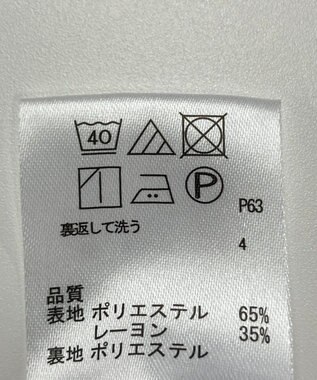 40
P
P63
裏返して洗う
4
品質
表地 ポリエステル 65%
レーヨン 35%
裏地 ポリエステル